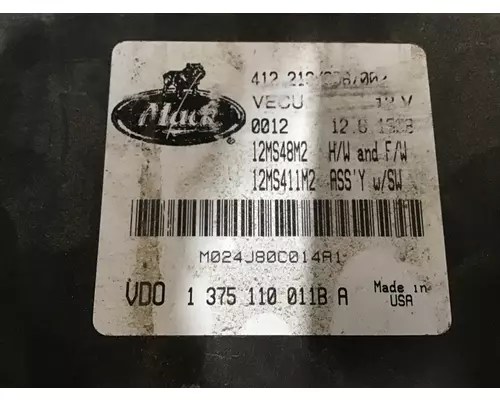 Mack ®
VECU 12 V
0012
12MS48M2 H/W and F/W
12MS411M2 ASS'Y w/SW
M024J80C014A1
VDO 1 375 110 011B A Made in
USA